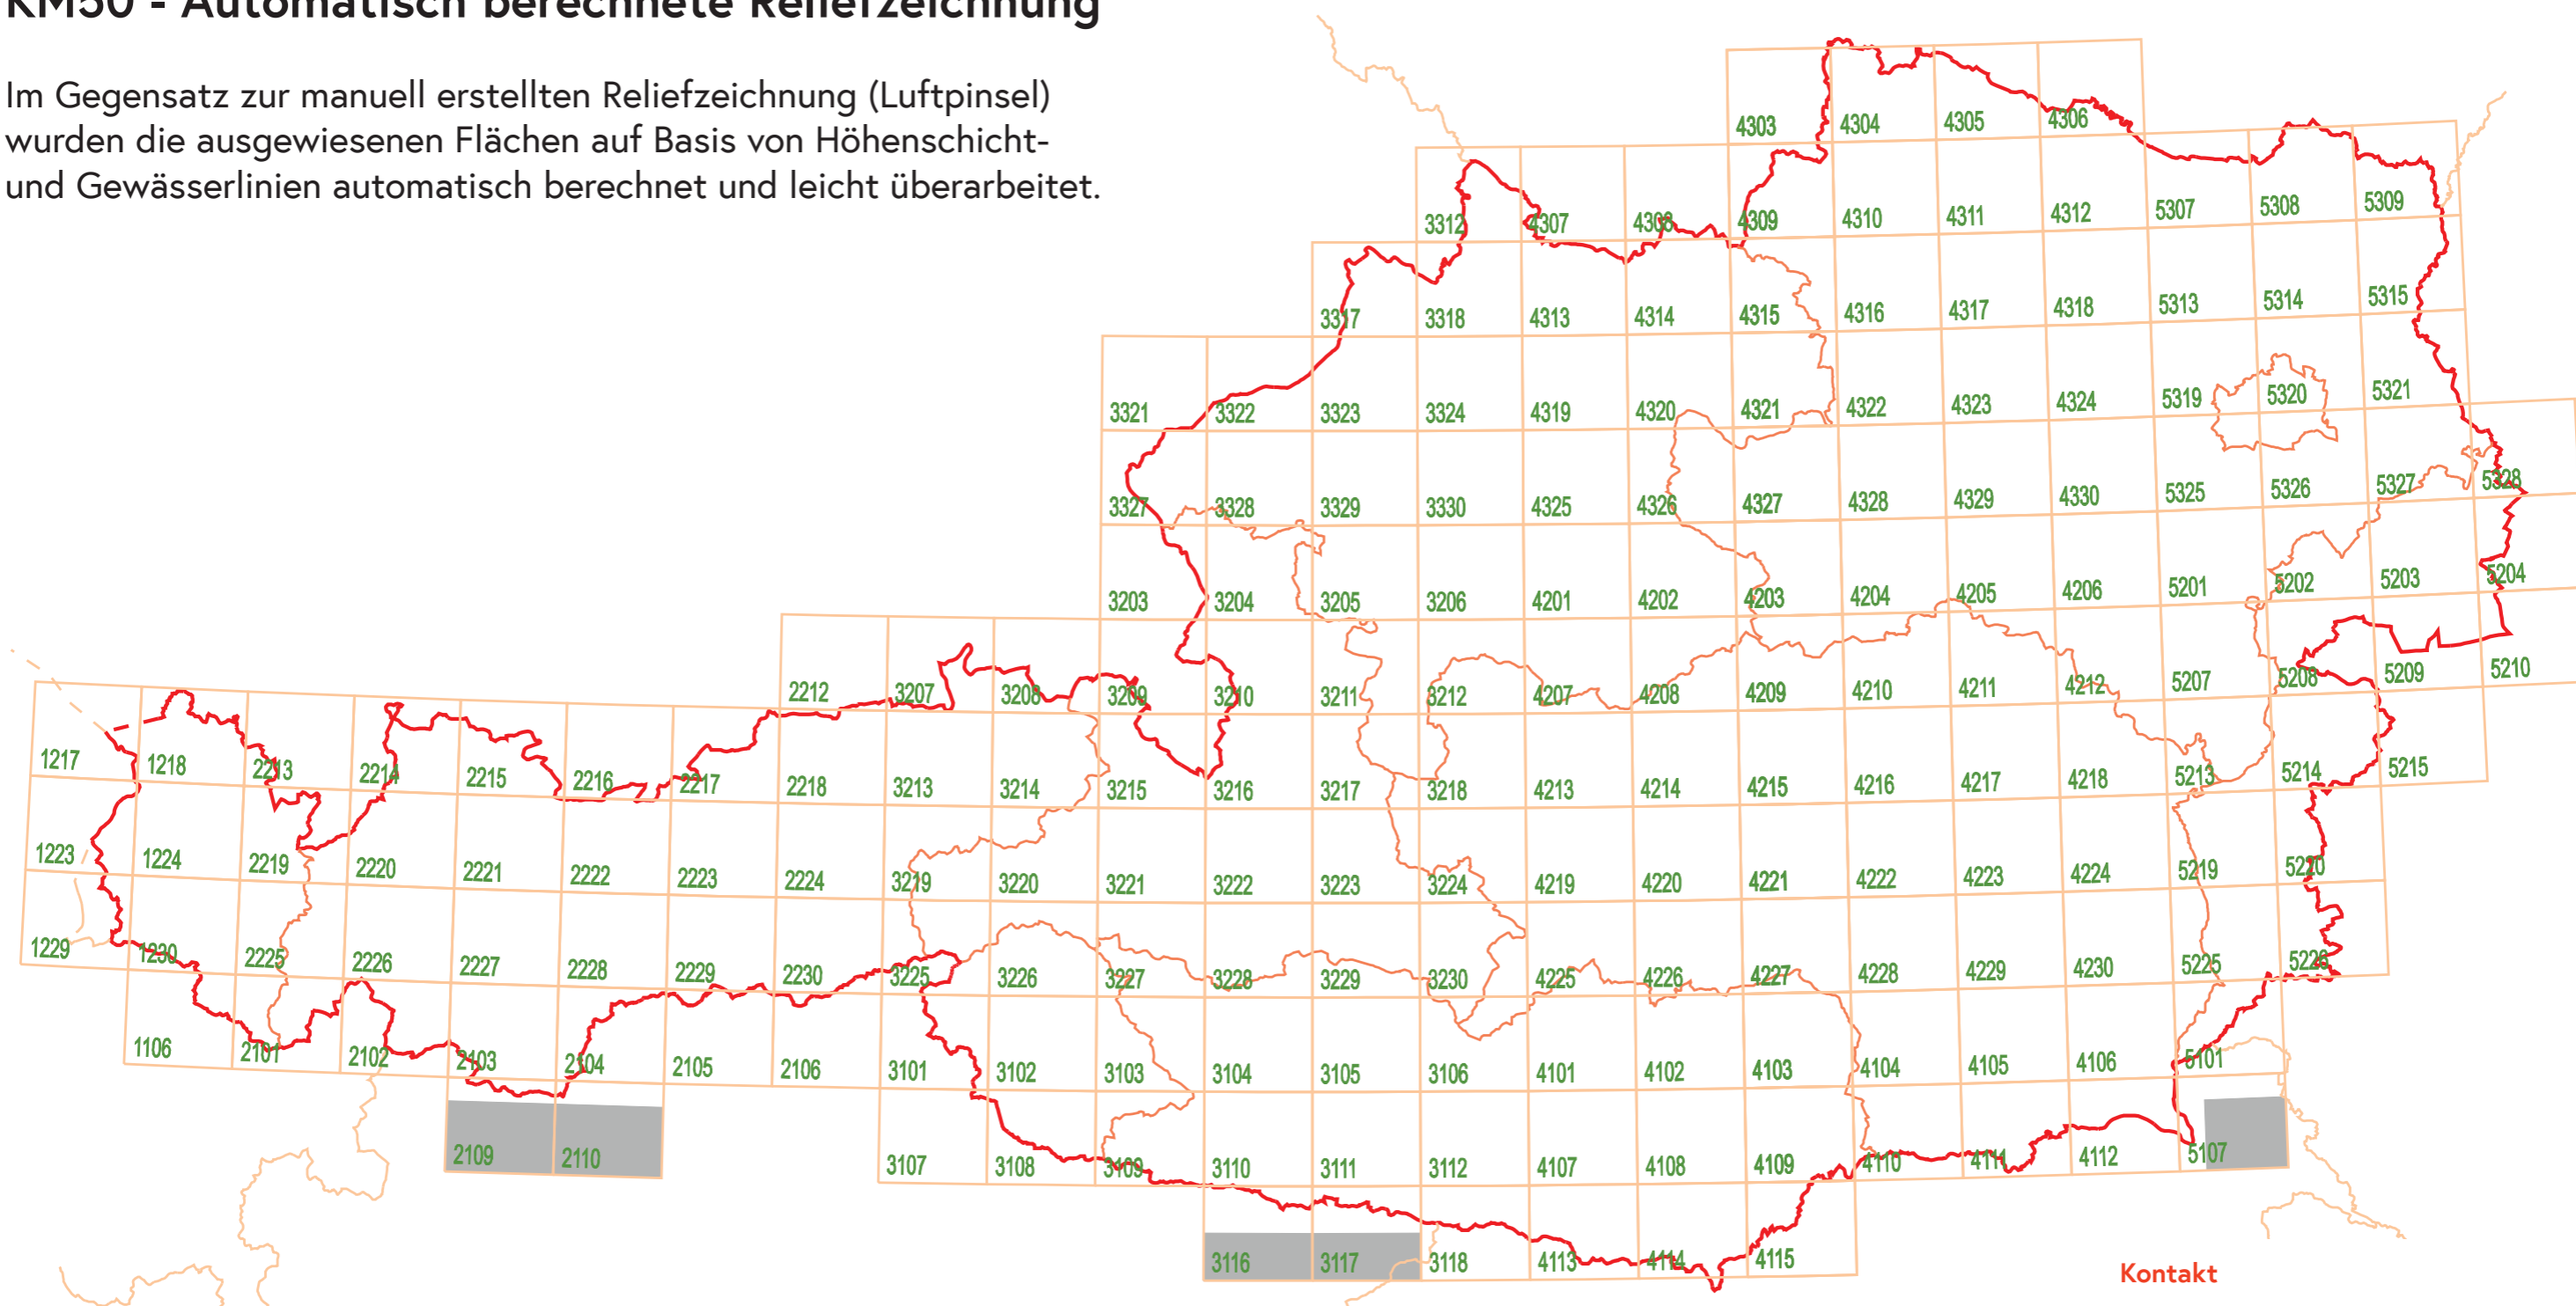 KM50 - Automatisch berechnete Reliefzeichnung
Im Gegensatz zur manuell erstellten Reliefzeichnung (Luftpinsel)
wurden die ausgewiesenen Flächen auf Basis von Höhenschicht-
und Gewässerlinien automatisch berechnet und leicht überarbeitet.
4303 4304 4305 4306
3312 4307 4308 4309 4310 4311 4312 5307 5308 5309
3317 3318 4313 4314 4315 4316 4317 4318 5313 5314 5315
3321 3322 3323 3324 4319 4320 4321 4322 4323 4324 5319 5320 5321
3327 3328 3329 3330 4325 4326 4327 4328 4329 4330 5325 5326 5327 5328
3203 3204 3205 3206 4201 4202 4203 4204 4205 4206 5201 5202 5203 5204
2212 3207 3208 3209 3210 3211 3212 4207 4208 4209 4210 4211 4212 5207 5208 5209 5210
1217 1218 2213 2214 2215 2216 2217 2218 3213 3214 3215 3216 3217 3218 4213 4214 4215 4216 4217 4218 5213 5214 5215
1223 1224 2219 2220 2221 2222 2223 2224 3219 3220 3221 3222 3223 3224 4219 4220 4221 4222 4223 4224 5219 5220
1229 1230 2225 2226 2227 2228 2229 2230 3225 3226 3227 3228 3229 3230 4225 4226 4227 4228 4229 4230 5225 5226
1106 2101 2102 2103 2104 2105 2106 3101 3102 3103 3104 3105 3106 4101 4102 4103 4104 4105 4106 5101
2109 2110 3107 3108 3109 3110 3111 3112 4107 4108 4109 4110 4111 4112 5107
3116 3117 3118 4113 4114 4115
Kontakt